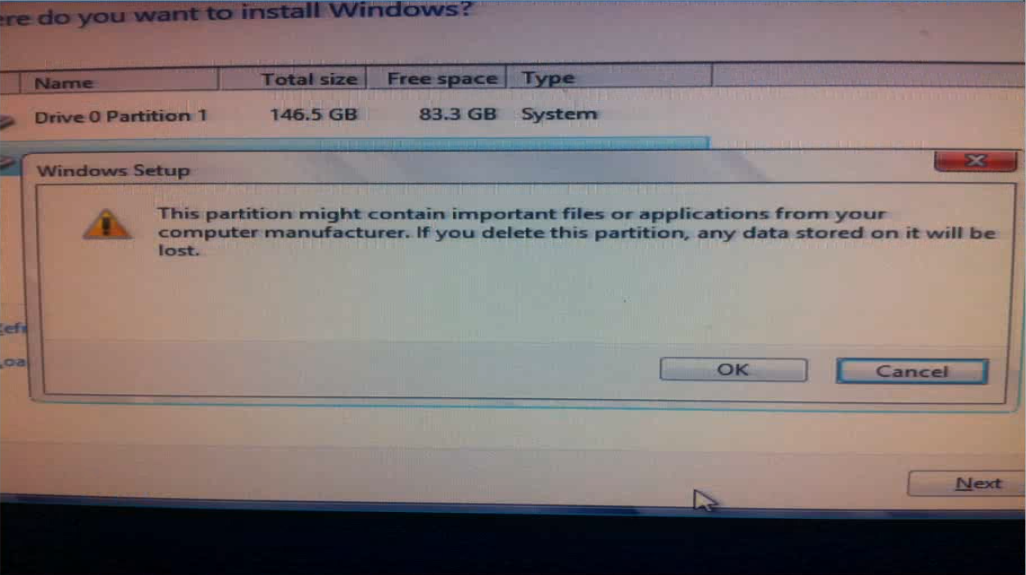 ere do you want to install Windows?
Name Total size Free space Type
Drive 0 Partition 1 146.5 GB 83.3 GB System
Windows Setup
This partition might contain important files or applications from your
computer manufacturer. If you delete this partition, any data stored on it will be
lost.
OK Cancel
Next